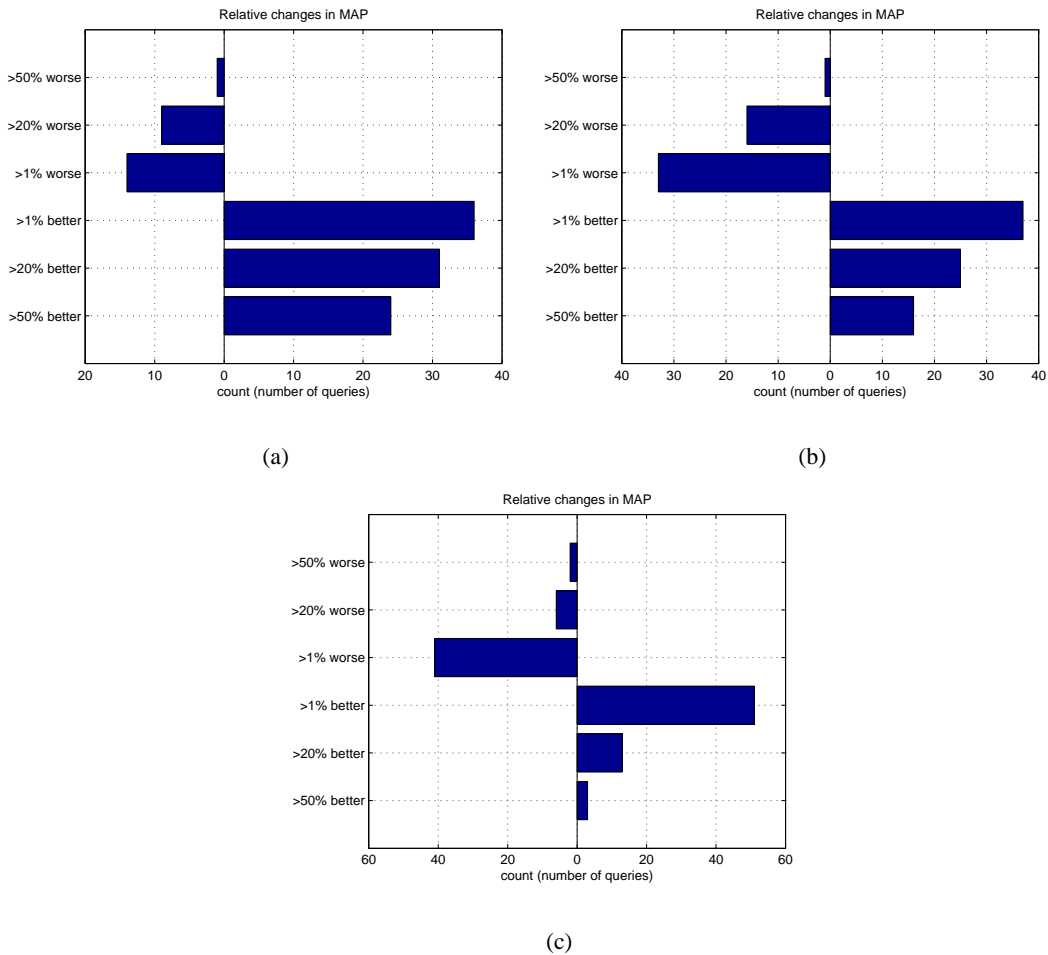 Relative changes in MAP
>50% worse
>20% worse
>1% worse
>1% better
>20% better
>50% better
20 10 0 10 20 30 40
count (number of queries)
(a)
Relative changes in MAP
>50% worse
>20% worse
>1% worse
>1% better
>20% better
>50% better
40 30 20 10 0 10 20 30 40
count (number of queries)
(b)
Relative changes in MAP
>50% worse
>20% worse
>1% worse
>1% better
>20% better
>50% better
60 40 20 0 20 40 60
count (number of queries)
(c)